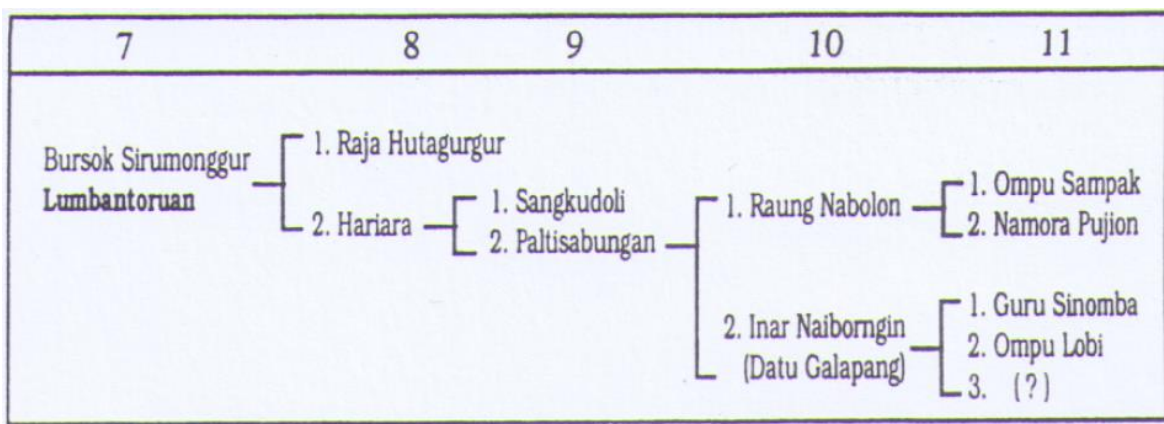 7 8 9 10 11
Bursok Sirumonggur
Lumbantoruan
1. Raja Hutagurgur
2. Hariara
1. Sangkudoli
2. Paltisabungan
1. Raung Nabolon
2. Inar Naiborngin
(Datu Galapang)
1. Ompu Sampak
2. Namora Pujion
1. Guru Sinomba
2. Ompu Lobi
3. (?)